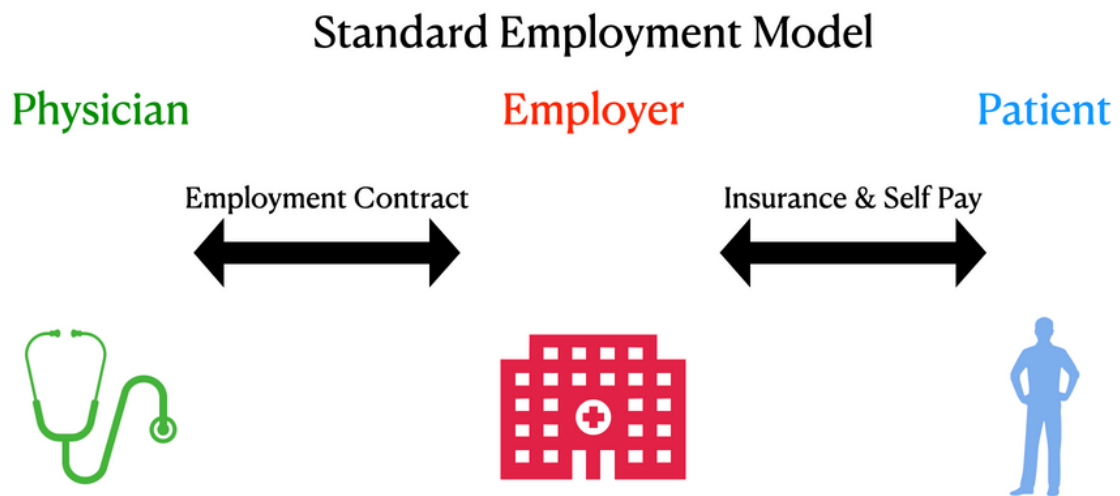 Standard Employment Model
Physician
Employer
Patient
Employment Contract
Insurance & Self Pay